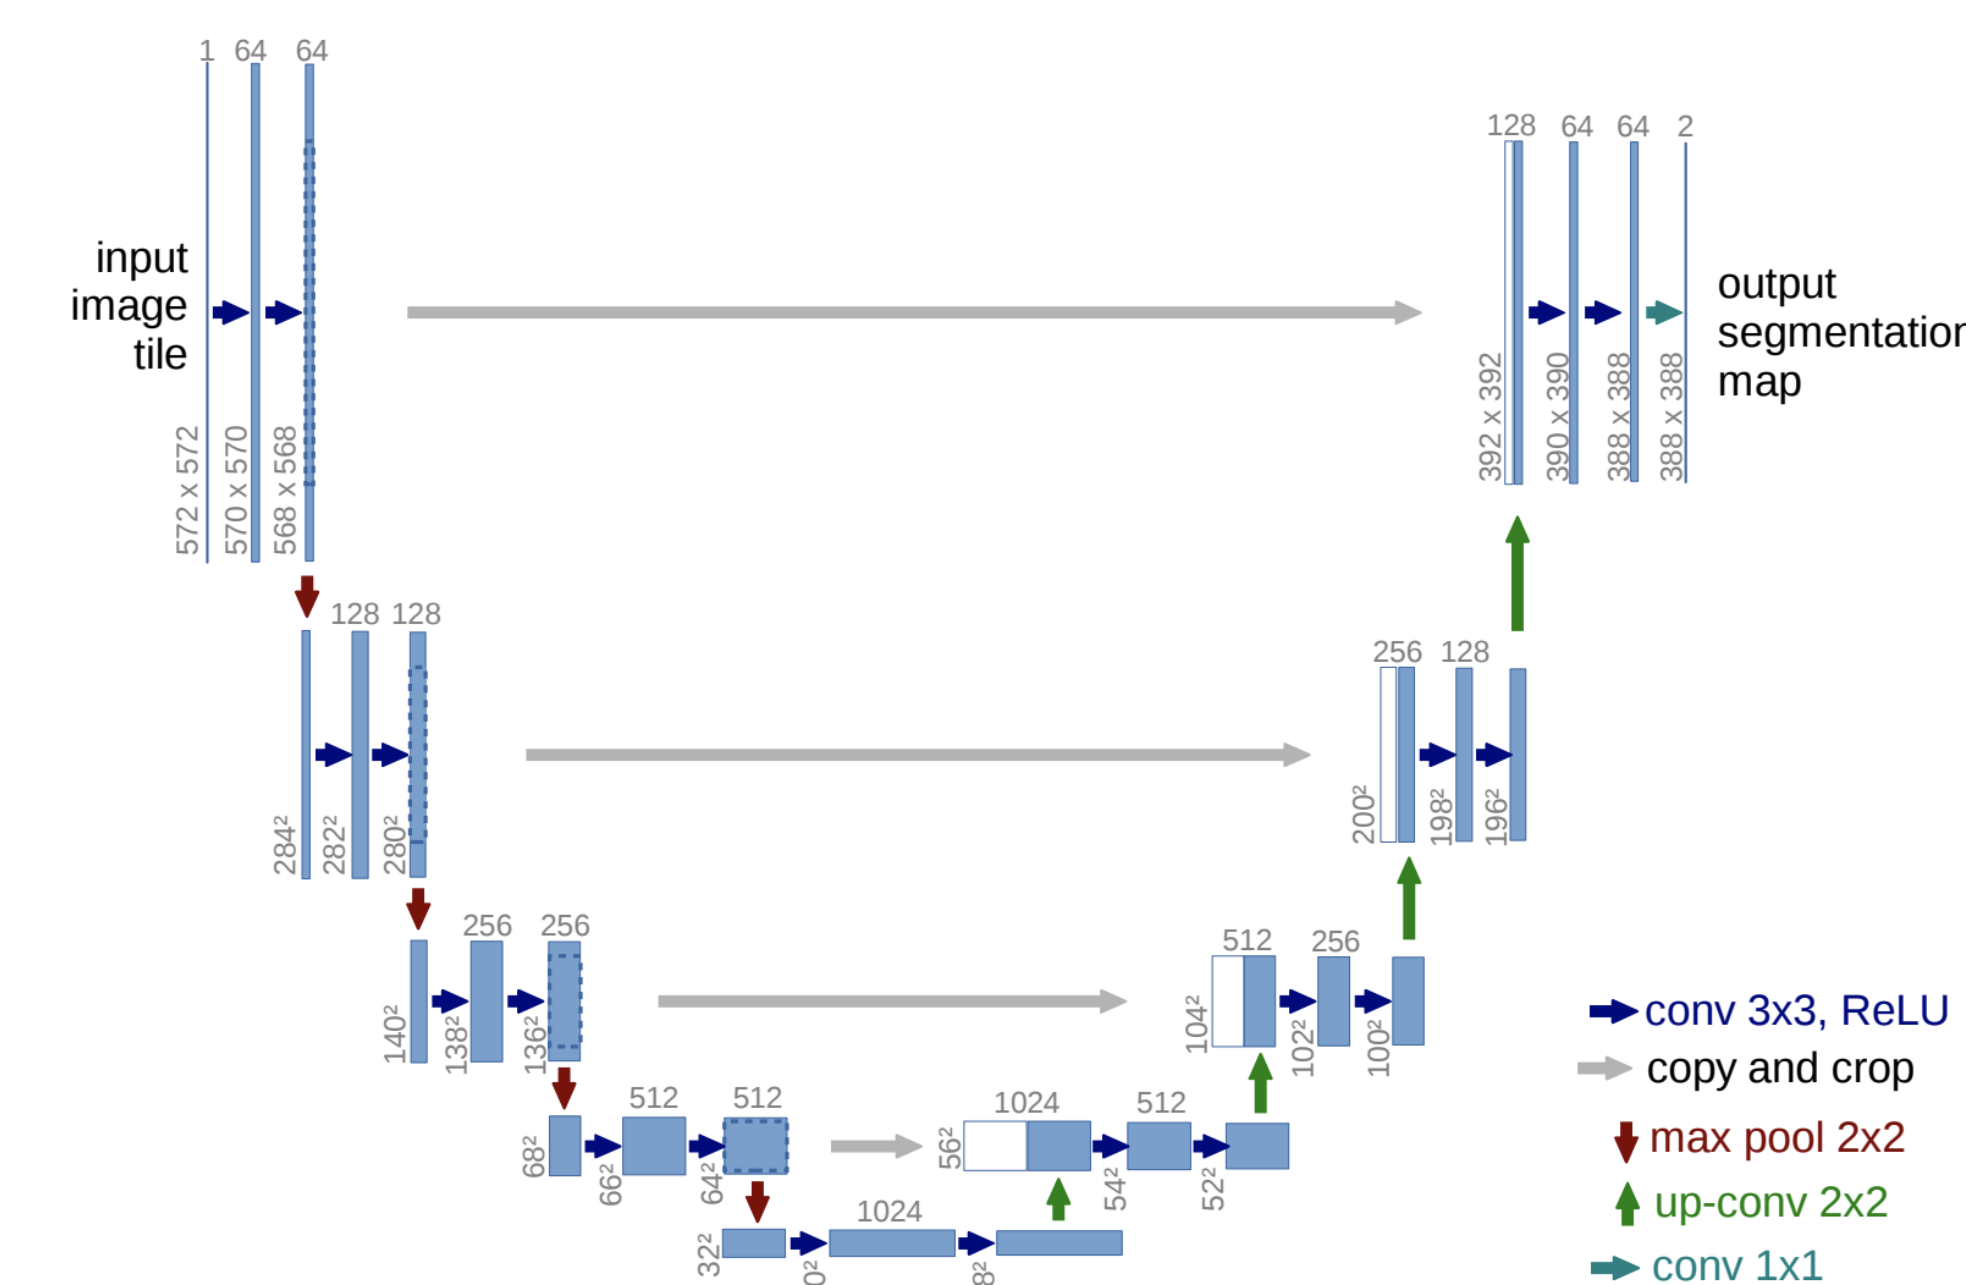 1 64 64
input
image
tile
572 x 572
570 x 570
568 x 568
128 64 64 2
392 x 392
390 x 390
388 x 388
388 x 388
output
segmentation
map
128 128
284²
282²
280²
256 128
200²
198²
196²
256 256
140²
138²
136²
512 256
104²
102²
100²
512 512
68²
66²
64²
1024 512
56²
54²
52²
1024
32²
conv 3x3, ReLU
copy and crop
max pool 2x2
up-conv 2x2
conv 1x1